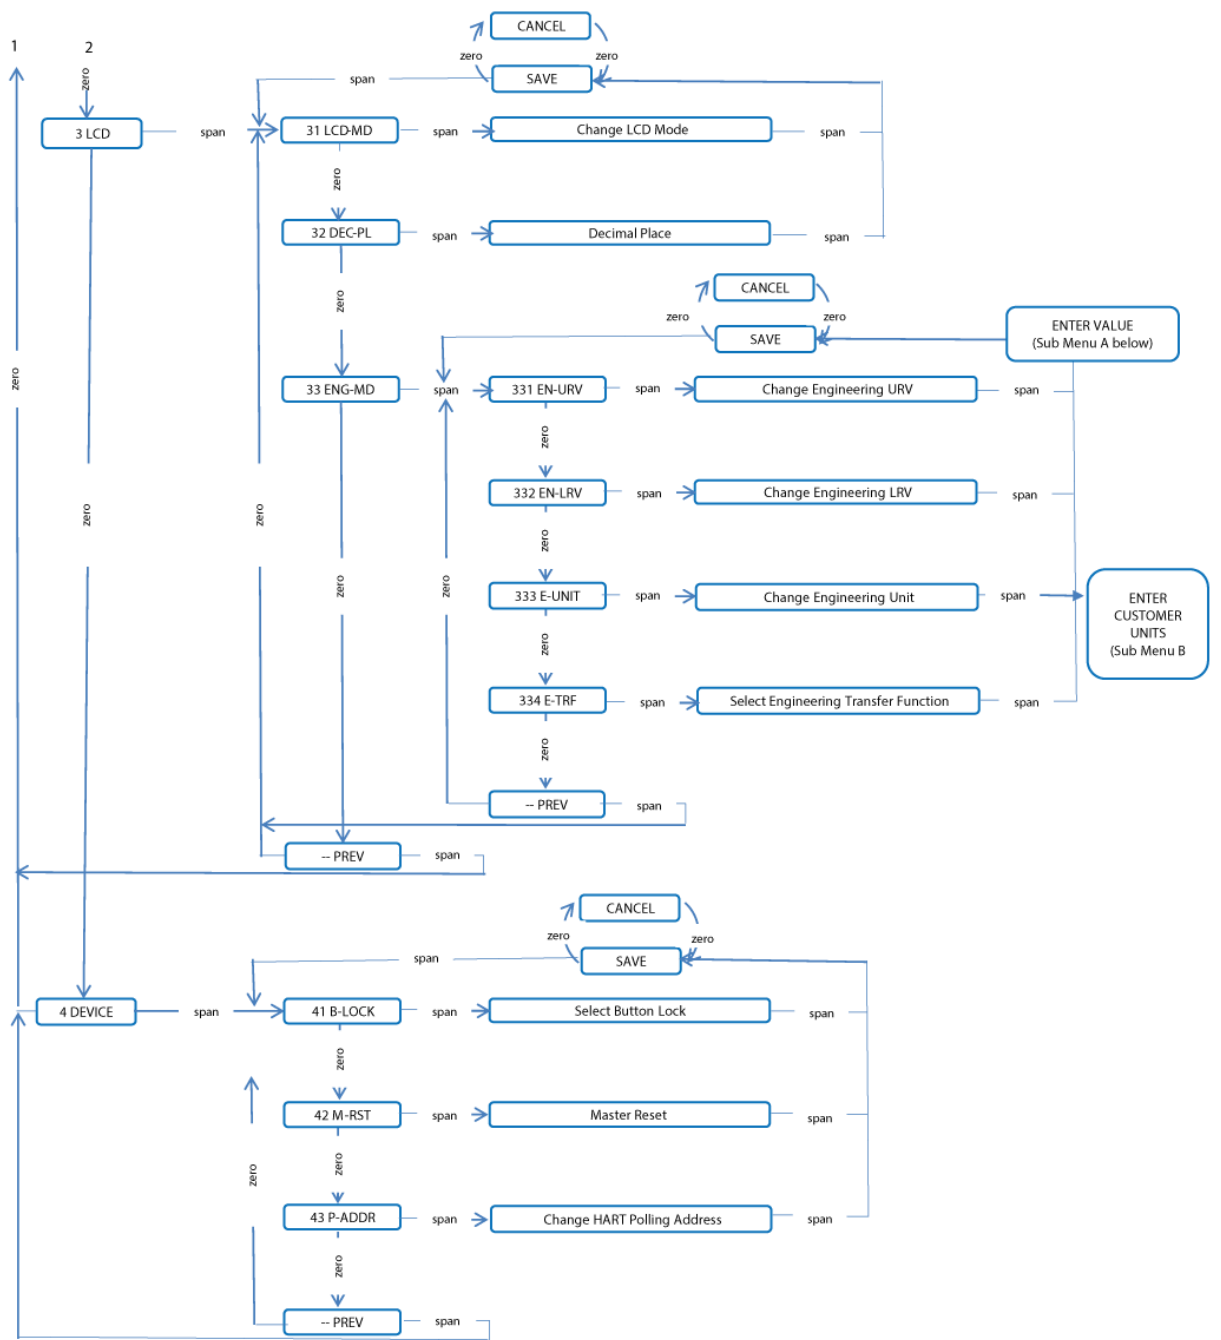 CANCEL
1
2
zero
zero
zero
span
SAVE
3 LCD
span
31 LCD-MD
span
Change LCD Mode
span
zero
32 DEC-PL
span
Decimal Place
span
CANCEL
zero
zero
zero
SAVE
ENTER VALUE
(Sub Menu A below)
zero
33 ENG-MD
span
331 EN-URV
span
Change Engineering URV
span
zero
332 EN-LRV
span
Change Engineering LRV
span
zero
zero
zero
zero
zero
333 E-UNIT
span
Change Engineering Unit
span
ENTER
CUSTOMER
UNITS
(Sub Menu B
zero
334 E-TRF
span
Select Engineering Transfer Function
span
zero
-- PREV
span
-- PREV
span
CANCEL
zero
zero
span
SAVE
4 DEVICE
span
41 B-LOCK
span
Select Button Lock
span
zero
42 M-RST
span
Master Reset
span
zero
zero
43 P-ADDR
span
Change HART Polling Address
span
zero
-- PREV
span